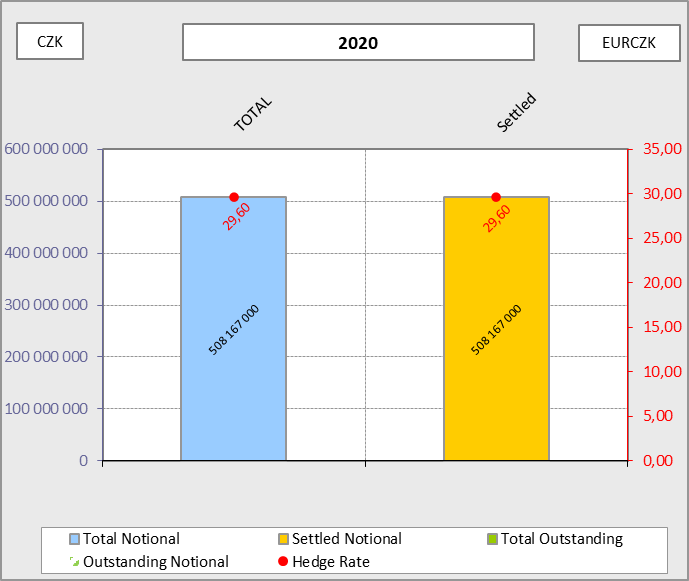 CZK
2020
EURCZK
TOTAL
Settled
600 000 000
500 000 000
400 000 000
300 000 000
200 000 000
100 000 000
0
35,00
30,00
25,00
20,00
15,00
10,00
5,00
0,00
29,60
29,60
508 167 000
508 167 000
Total Notional
Settled Notional
Total Outstanding
Outstanding Notional
Hedge Rate